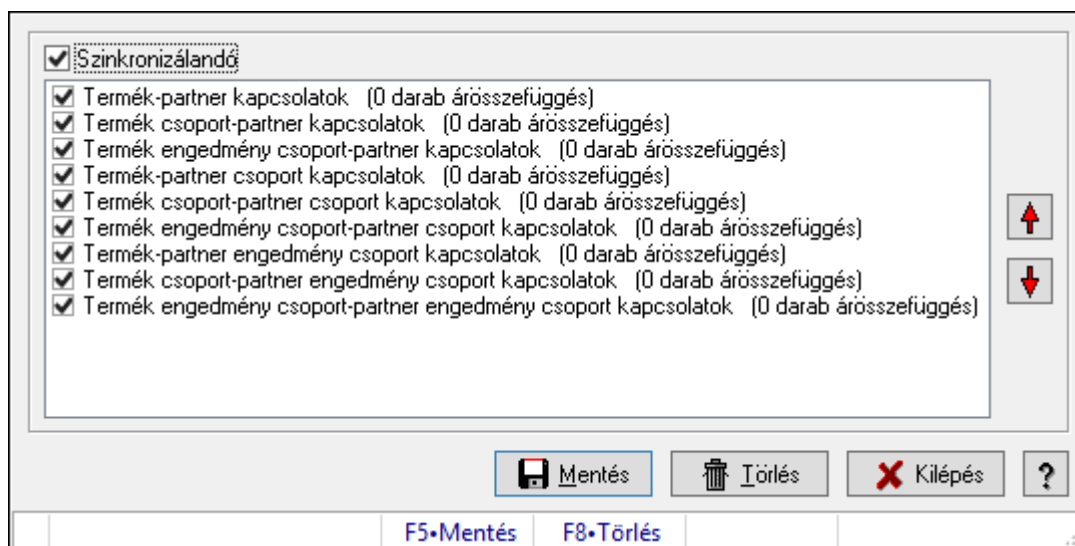 Szinkronizálandó
Termék-partner kapcsolatok (0 darab árösszefüggés)
Termék csoport-partner kapcsolatok (0 darab árösszefüggés)
Termék engedmény csoport-partner kapcsolatok (0 darab árösszefüggés)
Termék-partner csoport kapcsolatok (0 darab árösszefüggés)
Termék csoport-partner csoport kapcsolatok (0 darab árösszefüggés)
Termék engedmény csoport-partner csoport kapcsolatok (0 darab árösszefüggés)
Termék-partner engedmény csoport kapcsolatok (0 darab árösszefüggés)
Termék csoport-partner engedmény csoport kapcsolatok (0 darab árösszefüggés)
Termék engedmény csoport-partner engedmény csoport kapcsolatok (0 darab árösszefüggés)
Mentés Törlés Kilépés ?
F5•Mentés F8•Törlés